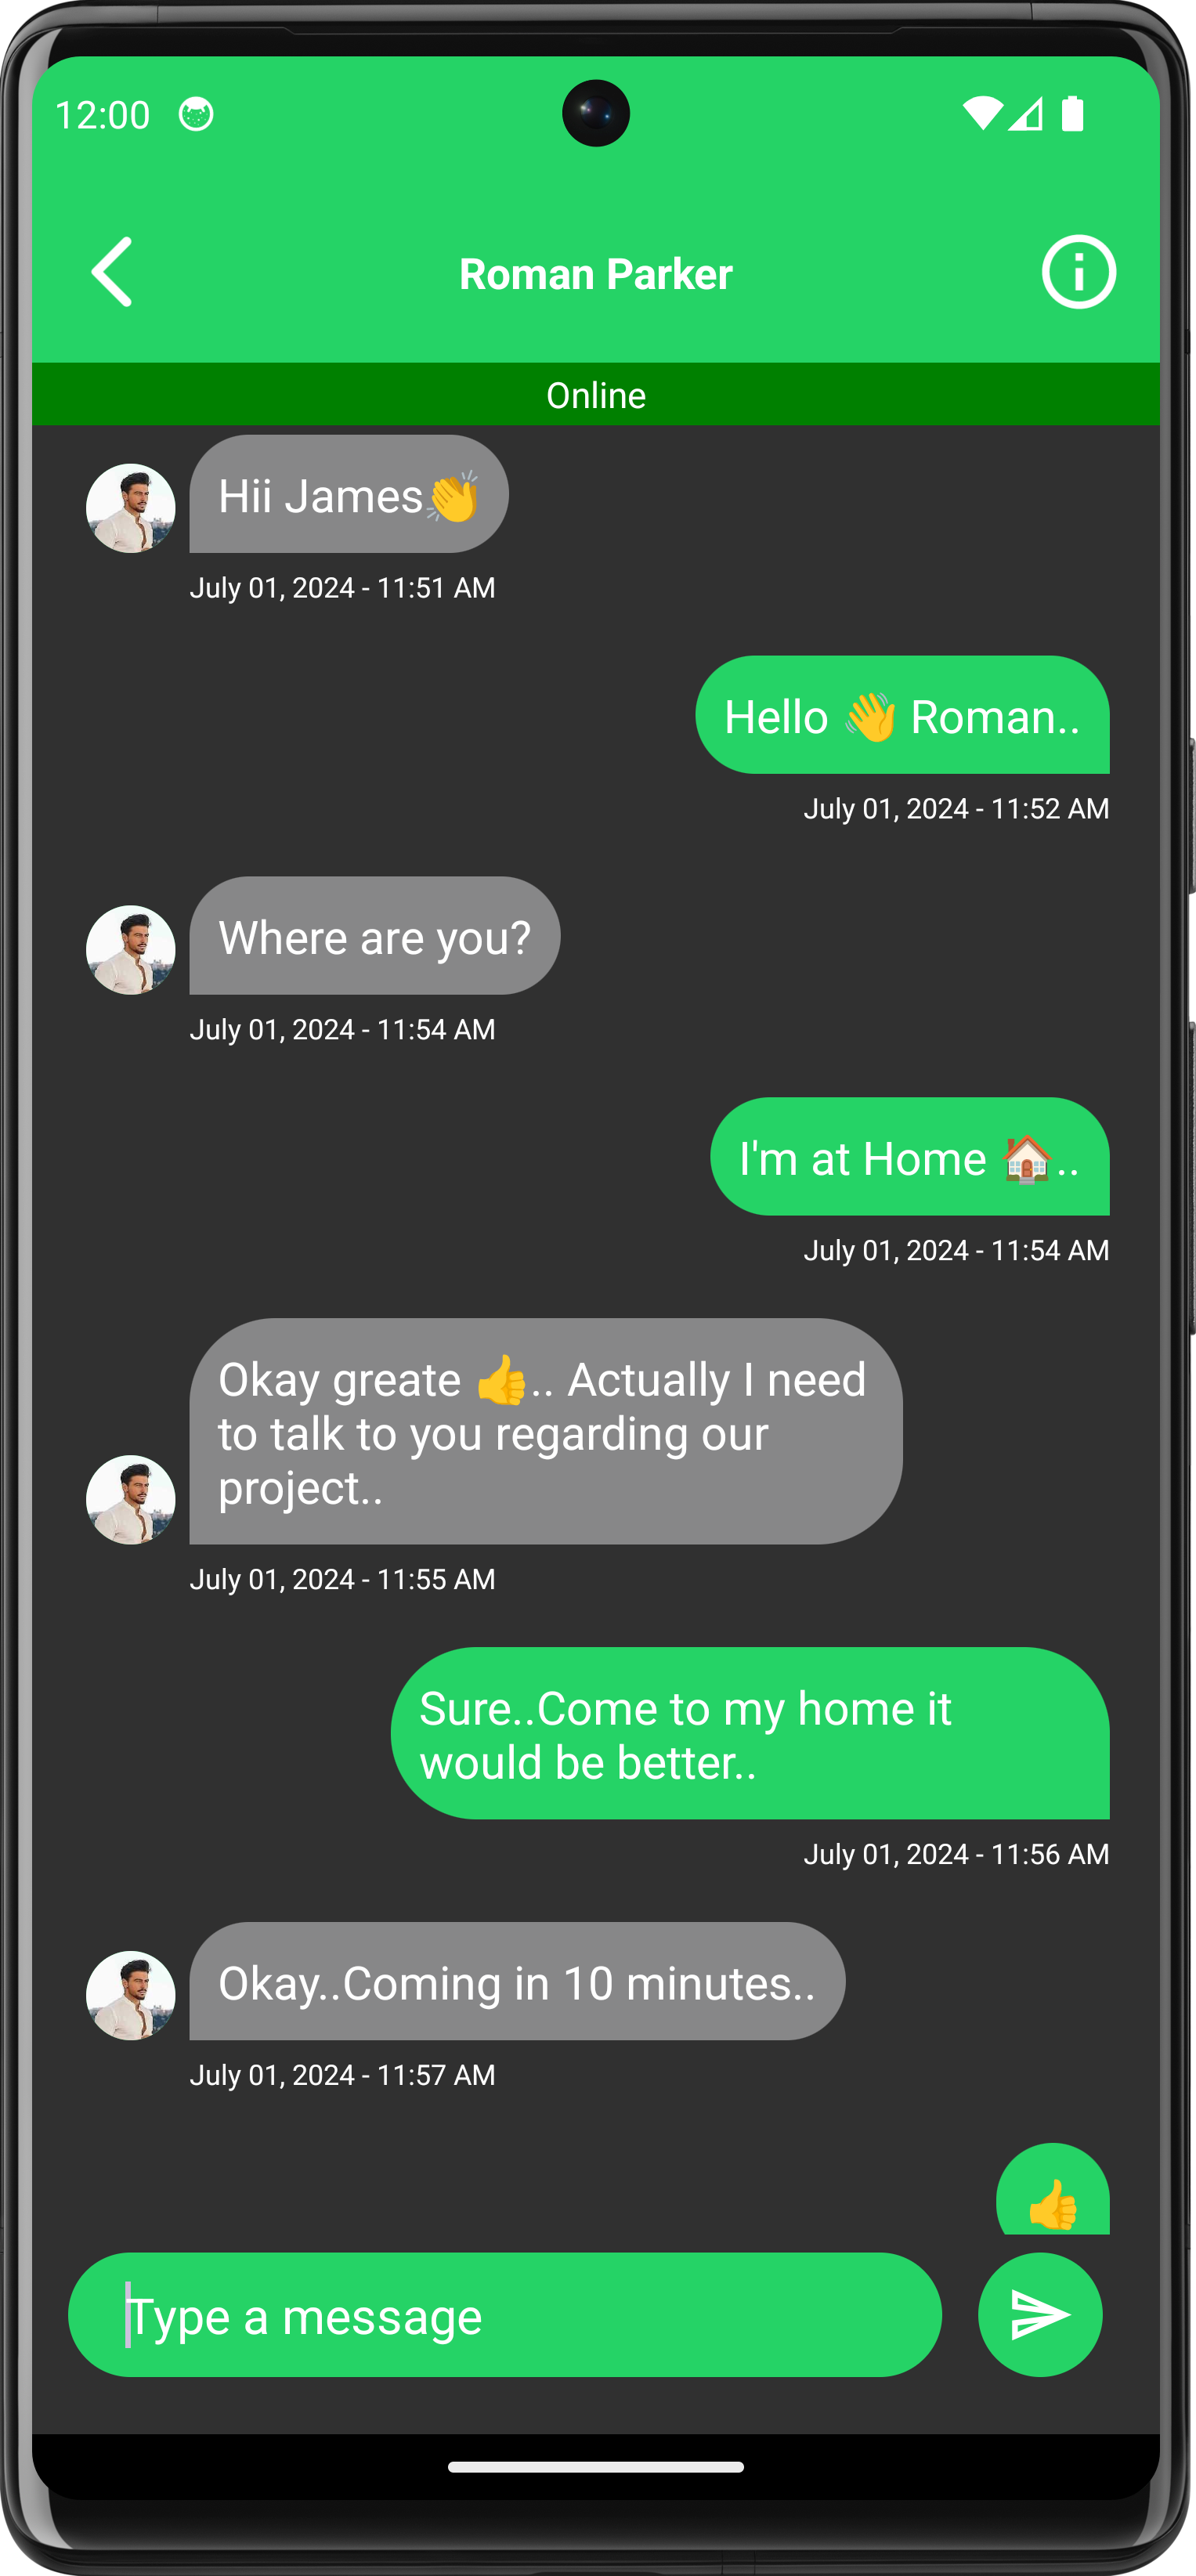 12:00
Roman Parker
Online
Hii James👏
July 01, 2024 - 11:51 AM
Hello 👋 Roman..
July 01, 2024 - 11:52 AM
Where are you?
July 01, 2024 - 11:54 AM
I'm at Home 🏠..
July 01, 2024 - 11:54 AM
Okay greate 👍.. Actually I need
to talk to you regarding our
project..
July 01, 2024 - 11:55 AM
Sure..Come to my home it
would be better..
July 01, 2024 - 11:56 AM
Okay..Coming in 10 minutes..
July 01, 2024 - 11:57 AM
👍
Type a message